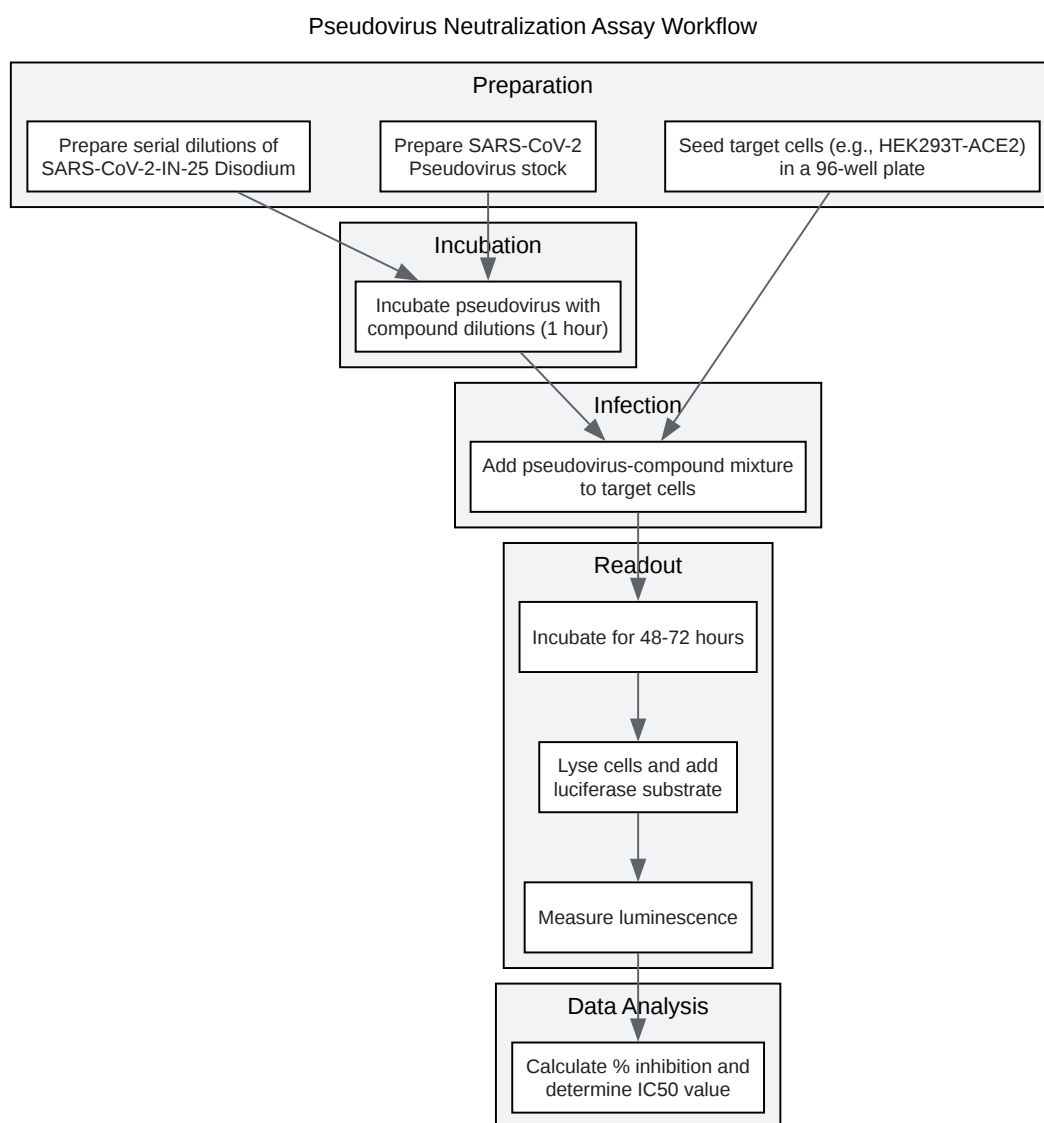 Pseudovirus Neutralization Assay Workflow
Preparation
Prepare serial dilutions of
SARS-CoV-2-IN-25 Disodium
Prepare SARS-CoV-2
Pseudovirus stock
Seed target cells (e.g., HEK293T-ACE2)
in a 96-well plate
Incubation
Incubate pseudovirus with
compound dilutions (1 hour)
Infection
Add pseudovirus-compound mixture
to target cells
Readout
Incubate for 48-72 hours
Lyse cells and add
luciferase substrate
Measure luminescence
Data Analysis
Calculate % inhibition and
determine IC50 value